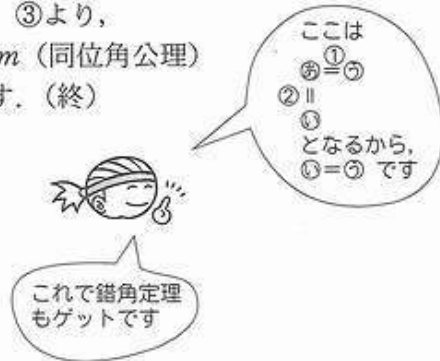 ③より,
m（同位角公理）
す.（終）
ここは
①
あ＝う
②＝
い
となるから,
い＝う です
これで錯角定理
もゲットです